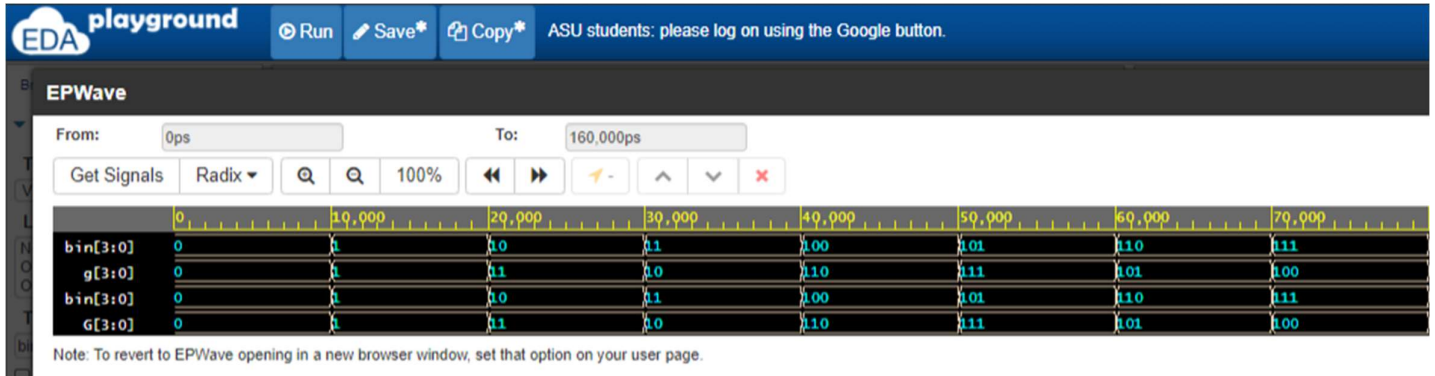 EDA playground Run Save* Copy* ASU students: please log on using the Google button.
EPWave
From: 0ps To: 160,000ps
Get Signals Radix 100%
0 10,000 20,000 30,000 40,000 50,000 60,000 70,000
bin[3:0] 0 1 10 11 100 101 110 111
g[3:0] 0 1 11 10 110 111 101 100
bin[3:0] 0 1 10 11 100 101 110 111
G[3:0] 0 1 11 10 110 111 101 100
Note: To revert to EPWave opening in a new browser window, set that option on your user page.